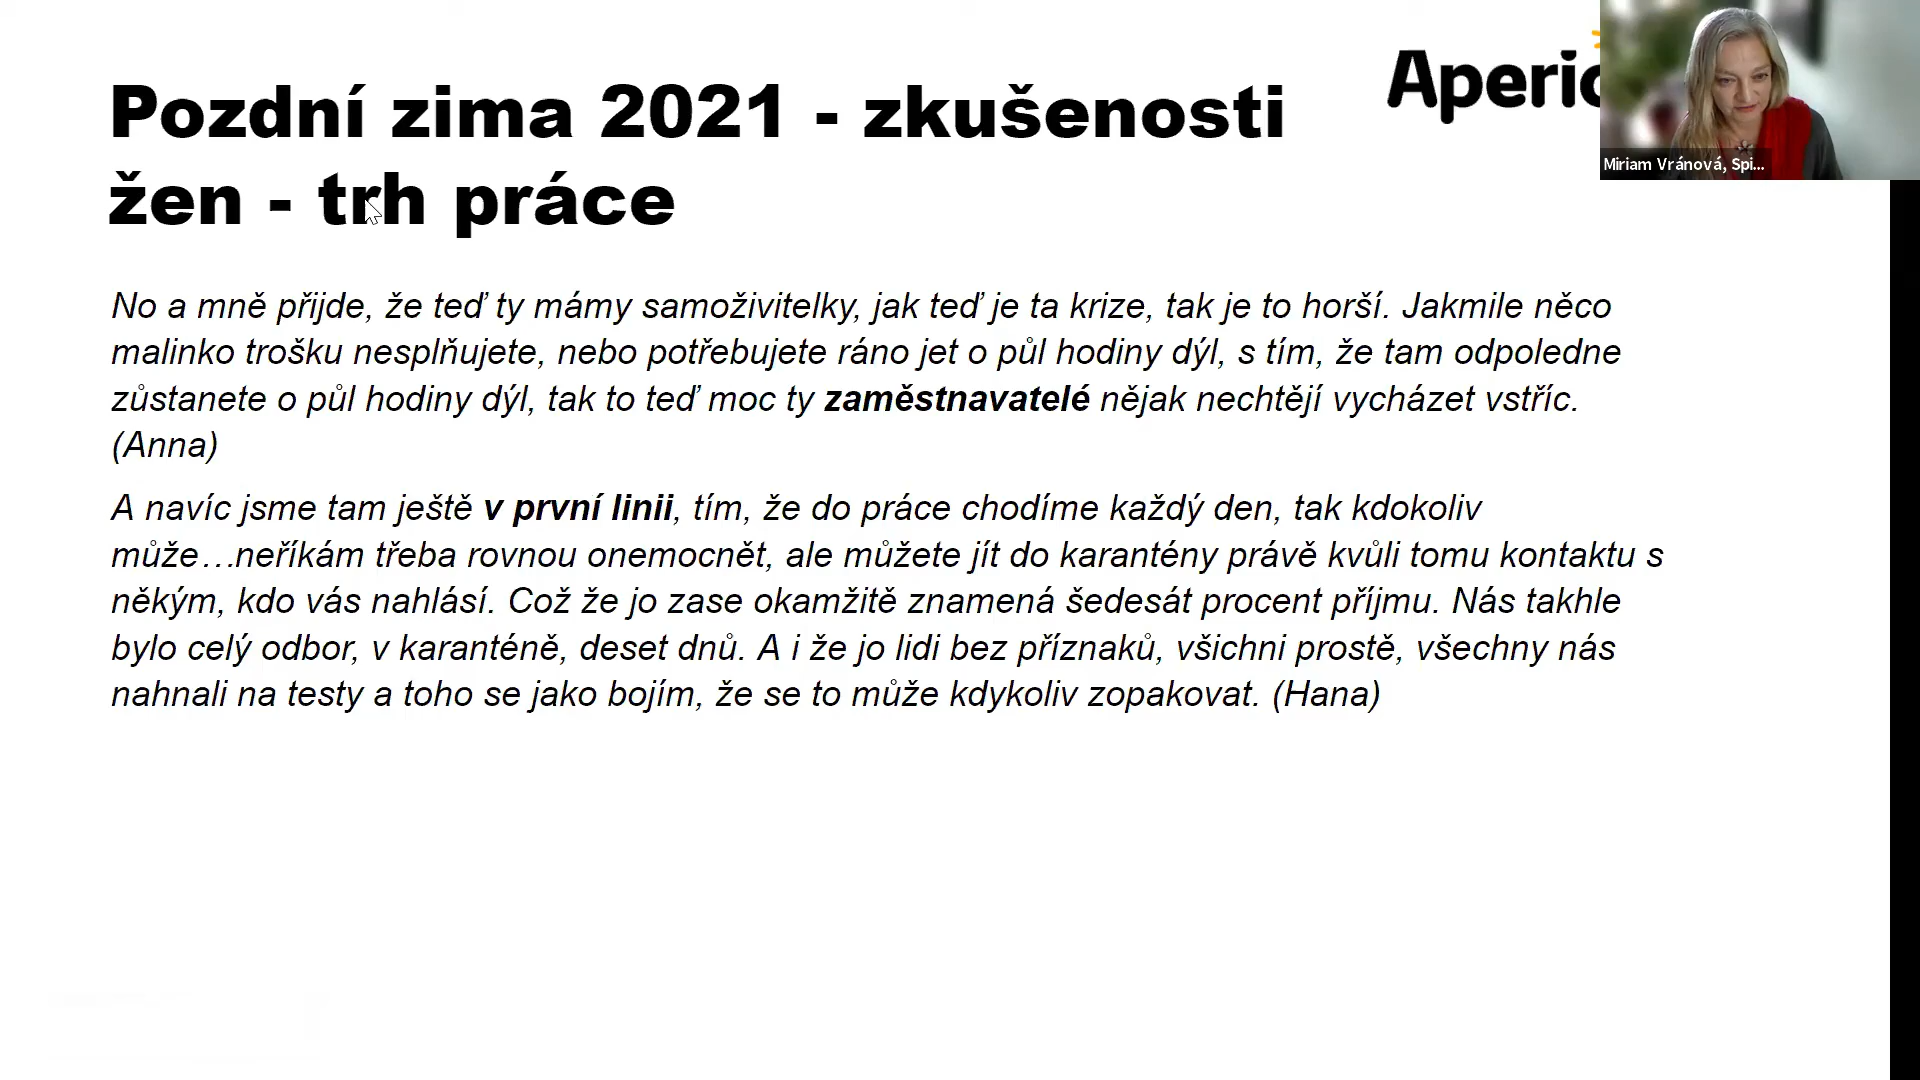 Pozdní zima 2021 - zkušenosti
žen - trh práce
Aperio
Miriam Vránová, Spi...
No a mně přijde, že teď ty mámy samoživitelky, jak teď je ta krize, tak je to horší. Jakmile něco
malinko trošku nesplňujete, nebo potřebujete ráno jet o půl hodiny dýl, s tím, že tam odpoledne
zůstanete o půl hodiny dýl, tak to teď moc ty zaměstnavatelé nějak nechtějí vycházet vstříc.
(Anna)
A navíc jsme tam ještě v první linii, tím, že do práce chodíme každý den, tak kdokoliv
může…neříkám třeba rovnou onemocnět, ale můžete jít do karantény právě kvůli tomu kontaktu s
někým, kdo vás nahlásí. Což že jo zase okamžitě znamená šedesát procent příjmu. Nás takhle
bylo celý odbor, v karanténě, deset dnů. A i že jo lidi bez příznaků, všichni prostě, všechny nás
nahnali na testy a toho se jako bojím, že se to může kdykoliv zopakovat. (Hana)